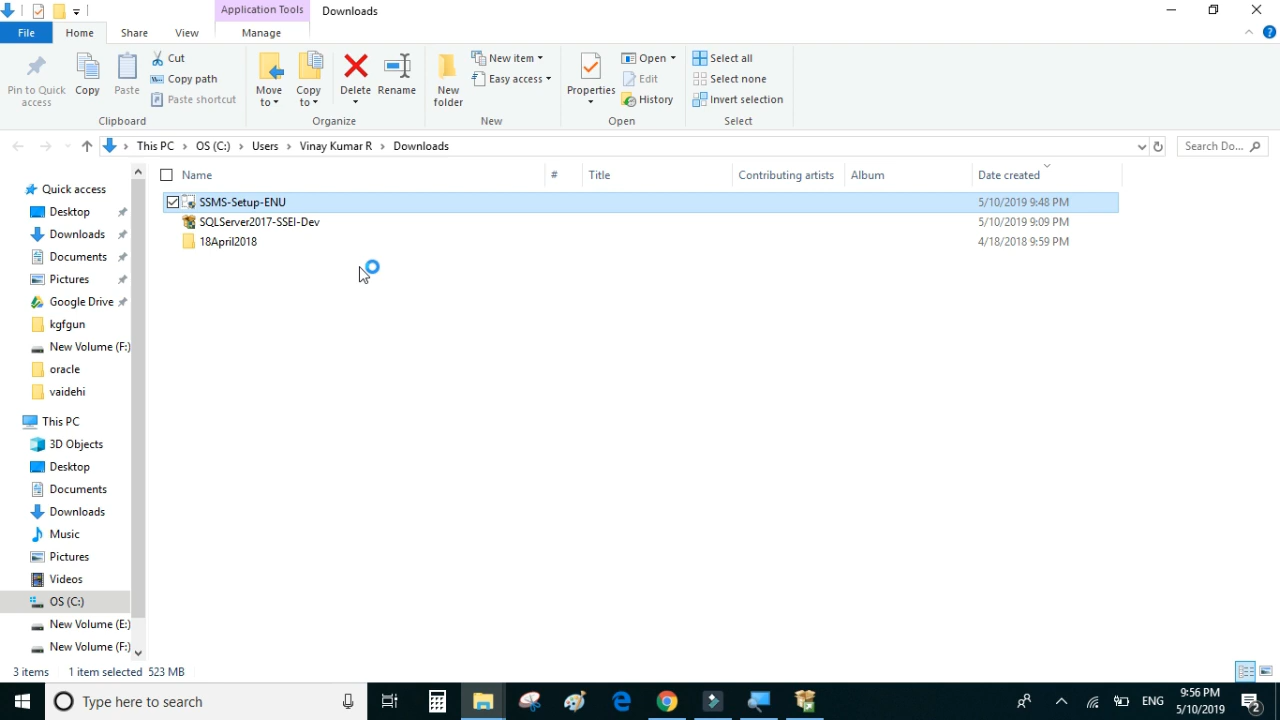 Application Tools
Downloads
File
Home
Share
View
Manage
Pin to Quick
access
Copy
Paste
Cut
Copy path
Paste shortcut
Clipboard
Move
to
Copy
to
Delete
Rename
Organize
New
folder
New item
Easy access
New
Properties
Open
Edit
History
Open
Select all
Select none
Invert selection
Select
This PC > OS (C:) > Users > Vinay Kumar R > Downloads
Search Do...
Name
#
Title
Contributing artists
Album
Date created
SSMS-Setup-ENU 5/10/2019 9:48 PM
SQLServer2017-SSEI-Dev 5/10/2019 9:09 PM
18April2018 4/18/2018 9:59 PM
Quick access
Desktop
Downloads
Documents
Pictures
Google Drive
kgfgun
New Volume (F:)
oracle
vaidehi
This PC
3D Objects
Desktop
Documents
Downloads
Music
Pictures
Videos
OS (C:)
New Volume (E:)
New Volume (F:)
3 items 1 item selected 523 MB
Type here to search
ENG
9:56 PM
5/10/2019
2